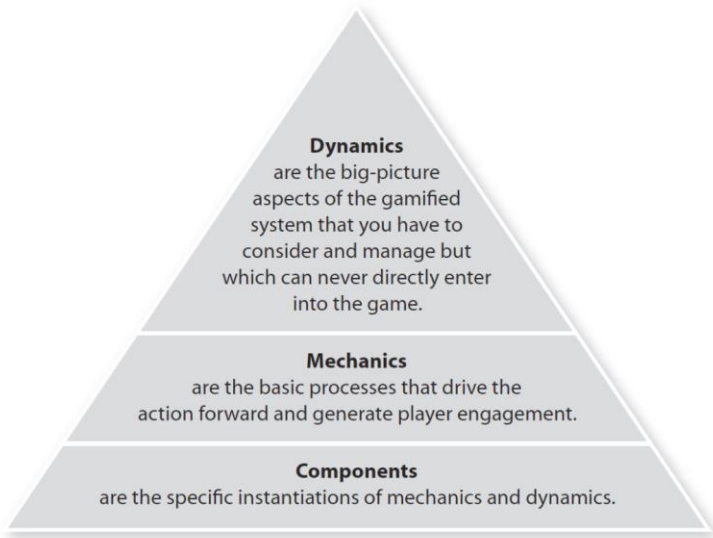 Dynamics
are the big-picture
aspects of the gamified
system that you have to
consider and manage but
which can never directly enter
into the game.
Mechanics
are the basic processes that drive the
action forward and generate player engagement.
Components
are the specific instantiations of mechanics and dynamics.